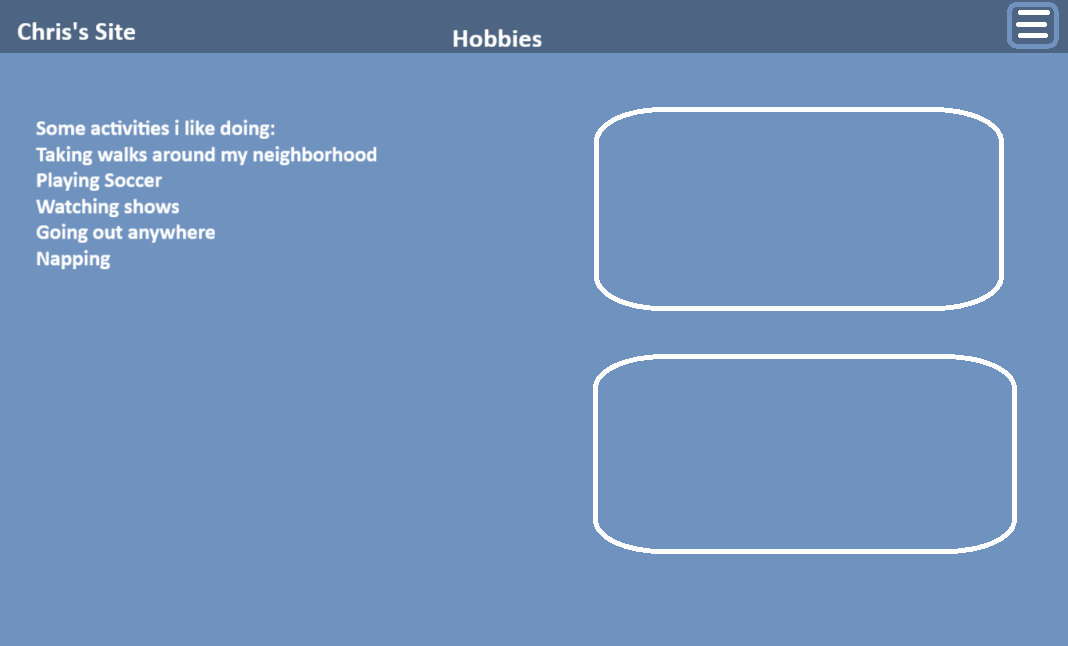 Chris's Site
Hobbies
Some activities i like doing:
Taking walks around my neighborhood
Playing Soccer
Watching shows
Going out anywhere
Napping